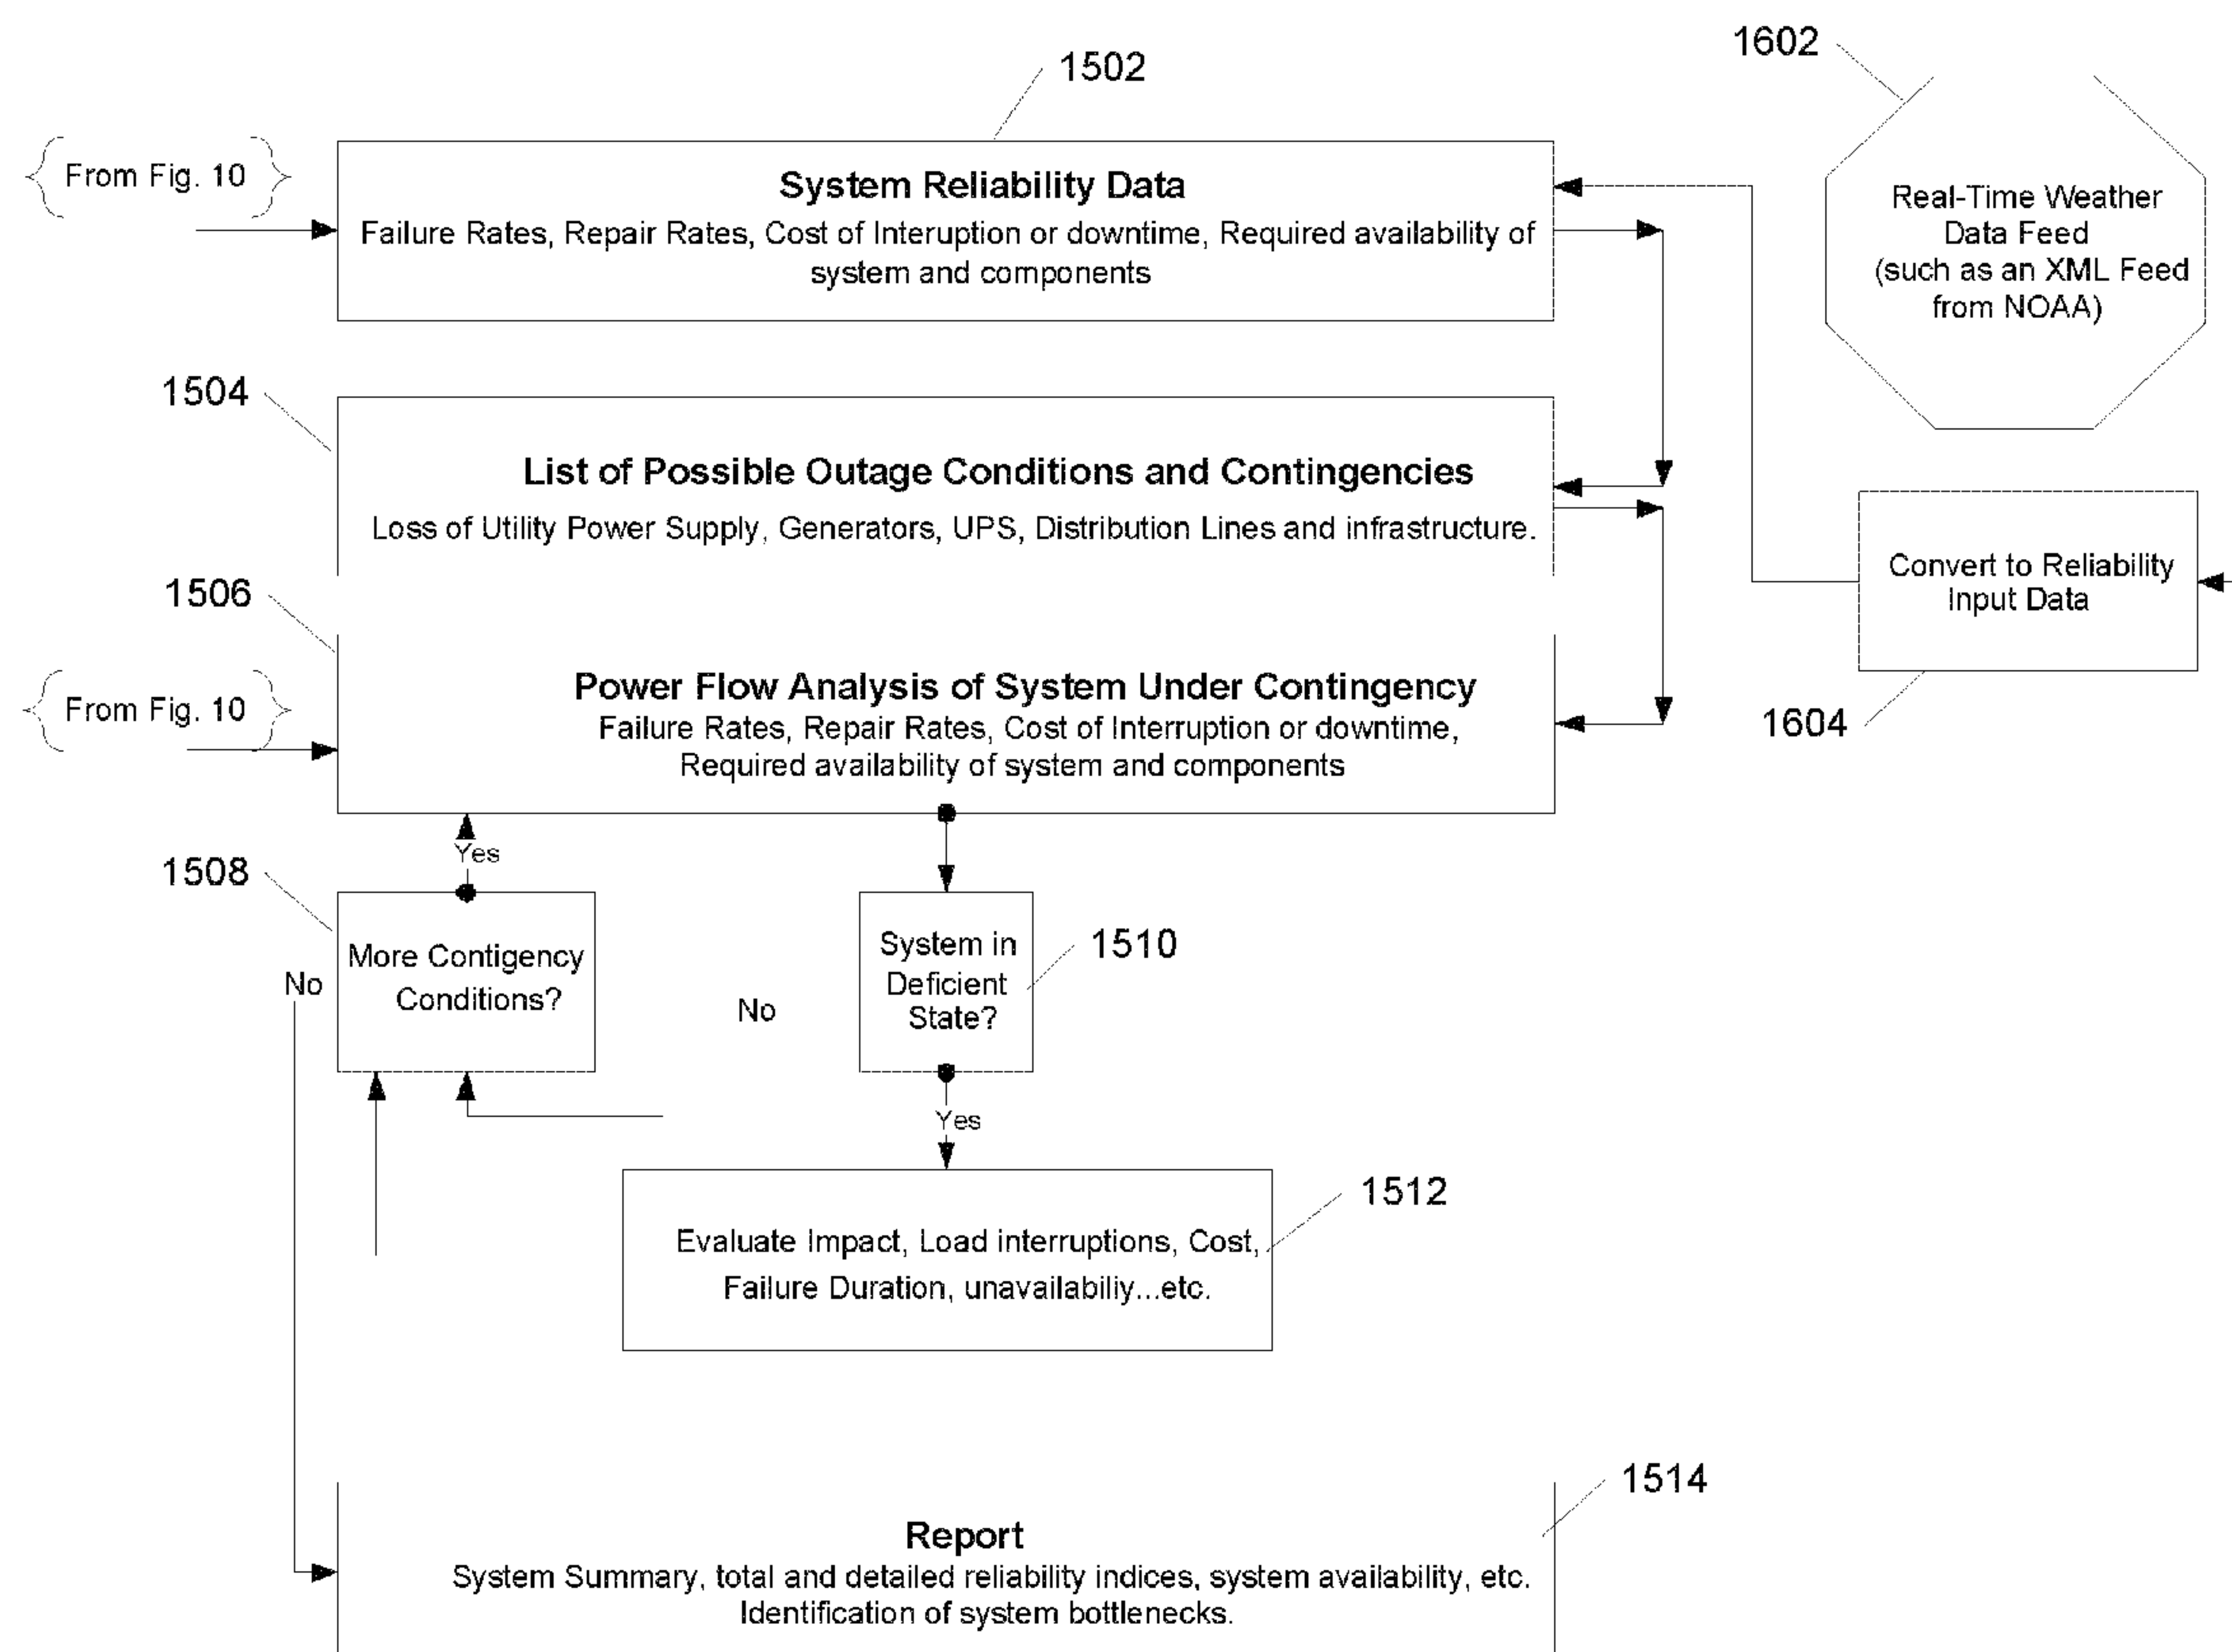 1602
1502
From Fig. 10
System Reliability Data
Failure Rates, Repair Rates, Cost of Interuption or downtime, Required availability of
system and components
Real-Time Weather
Data Feed
(such as an XML Feed
from NOAA)
1504
List of Possible Outage Conditions and Contingencies
Loss of Utility Power Supply, Generators, UPS, Distribution Lines and infrastructure.
Convert to Reliability
Input Data
1604
1506
From Fig. 10
Power Flow Analysis of System Under Contingency
Failure Rates, Repair Rates, Cost of Interruption or downtime,
Required availability of system and components
Yes
1508
More Contigency
Conditions?
No
No
System in
Deficient
State?
1510
Yes
1512
Evaluate Impact, Load interruptions, Cost,
Failure Duration, unavailabiliy...etc.
1514
Report
System Summary, total and detailed reliability indices, system availability, etc.
Identification of system bottlenecks.